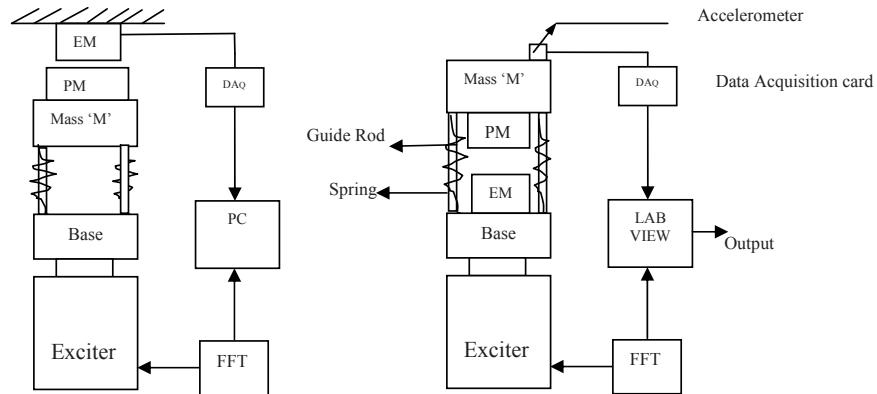 EM
PM
DAQ
Mass ‘M’
PC
Base
Exciter
FFT
Accelerometer
Mass ‘M’
DAQ
Data Acquisition card
Guide Rod
PM
Spring
EM
LAB
VIEW
Output
Base
Exciter
FFT